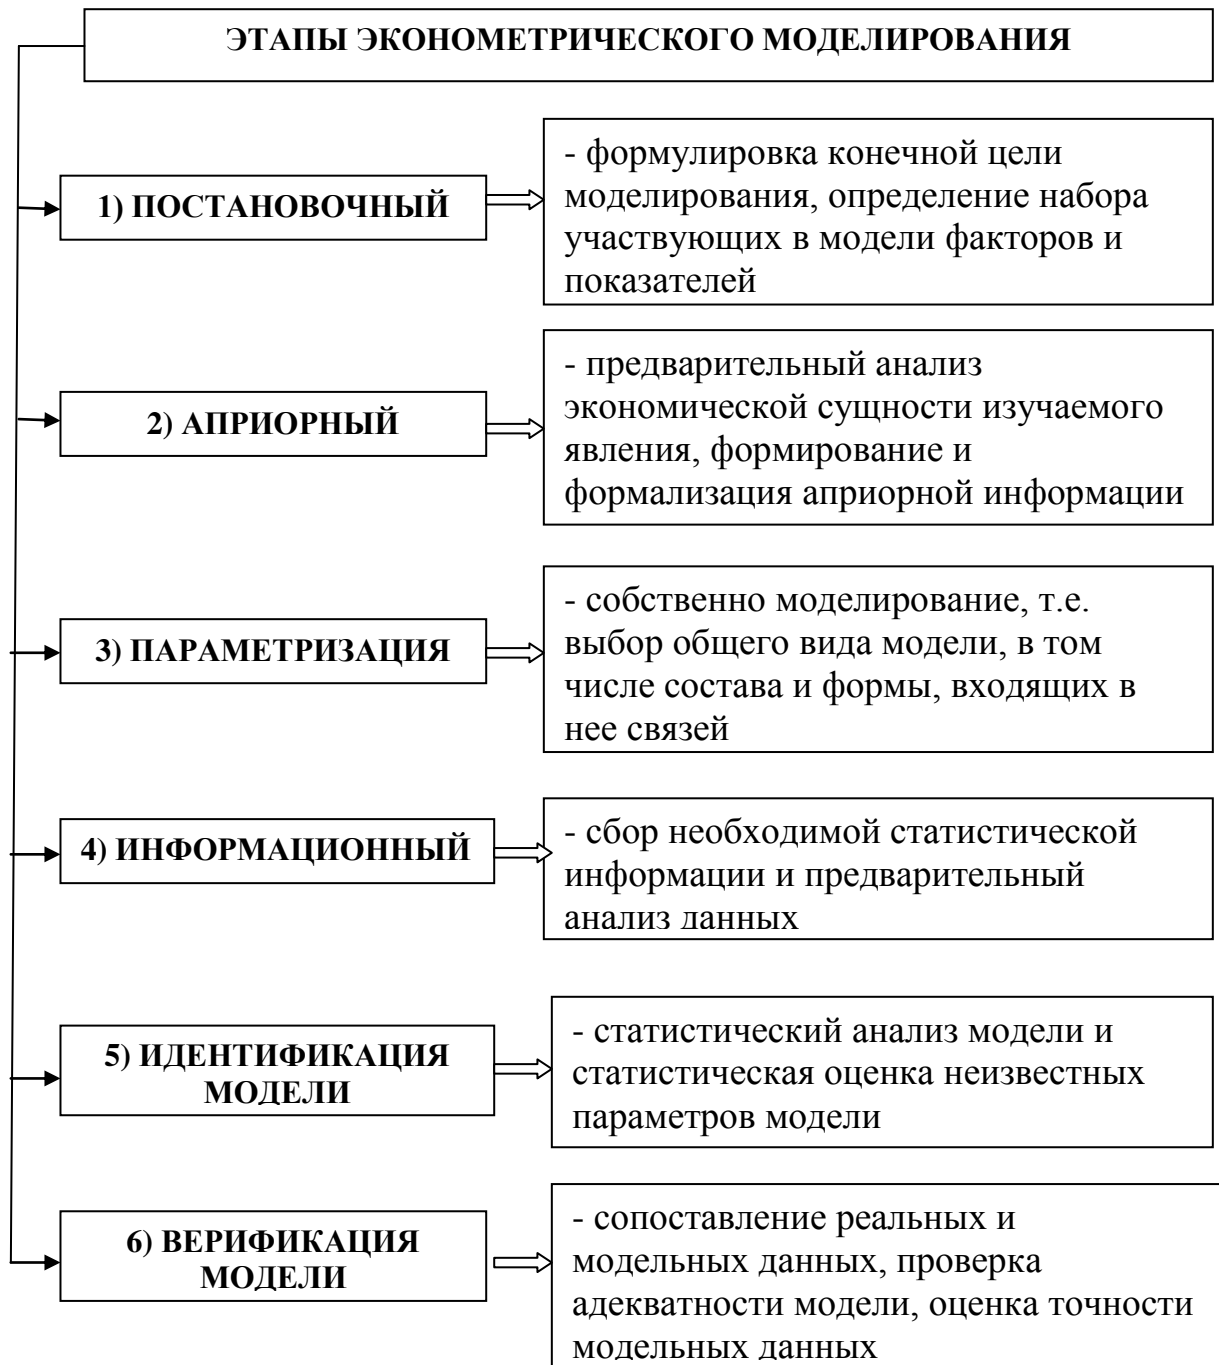 ЭТАПЫ ЭКОНОМЕТРИЧЕСКОГО МОДЕЛИРОВАНИЯ
1) ПОСТАНОВОЧНЫЙ
- формулировка конечной цели
моделирования, определение набора
участвующих в модели факторов и
показателей
2) АПРИОРНЫЙ
- предварительный анализ
экономической сущности изучаемого
явления, формирование и
формализация априорной информации
3) ПАРАМЕТРИЗАЦИЯ
- собственно моделирование, т.е.
выбор общего вида модели, в том
числе состава и формы, входящих в
нее связей
4) ИНФОРМАЦИОННЫЙ
- сбор необходимой статистической
информации и предварительный
анализ данных
5) ИДЕНТИФИКАЦИЯ
МОДЕЛИ
- статистический анализ модели и
статистическая оценка неизвестных
параметров модели
6) ВЕРИФИКАЦИЯ
МОДЕЛИ
- сопоставление реальных и
модельных данных, проверка
адекватности модели, оценка точности
модельных данных